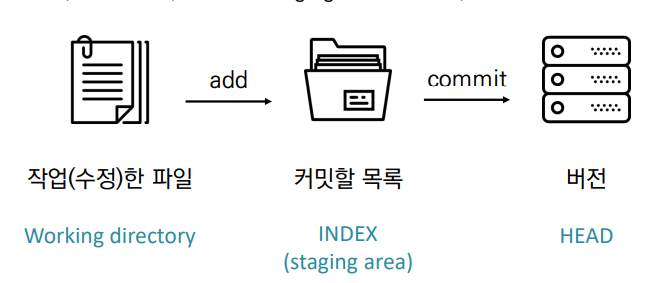 add
commit
작업(수정)한 파일
커밋할 목록
버전
Working directory
INDEX
(staging area)
HEAD